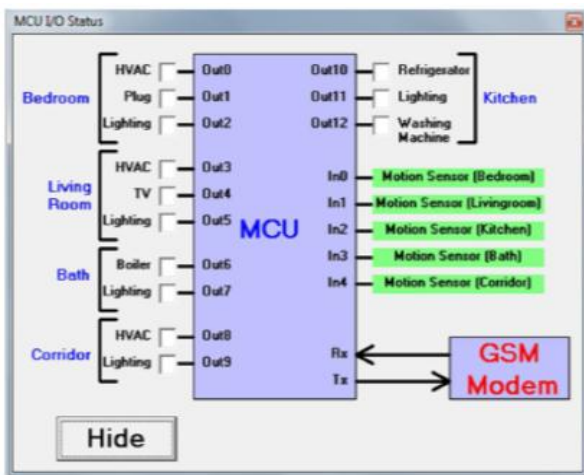 MCU I/O Status
Bedroom
HVAC
Plug
Lighting
Out0
Out1
Out2
Living
Room
HVAC
TV
Lighting
Out3
Out4
Out5
Bath
Boiler
Lighting
Out6
Out7
Corridor
HVAC
Lighting
Out8
Out9
MCU
Out10
Out11
Out12
Refrigerator
Lighting
Washing
Machine
Kitchen
In0
Motion Sensor (Bedroom)
In1
Motion Sensor (Livingroom)
In2
Motion Sensor (Kitchen)
In3
Motion Sensor (Bath)
In4
Motion Sensor (Corridor)
Rx
Tx
GSM
Modem
Hide